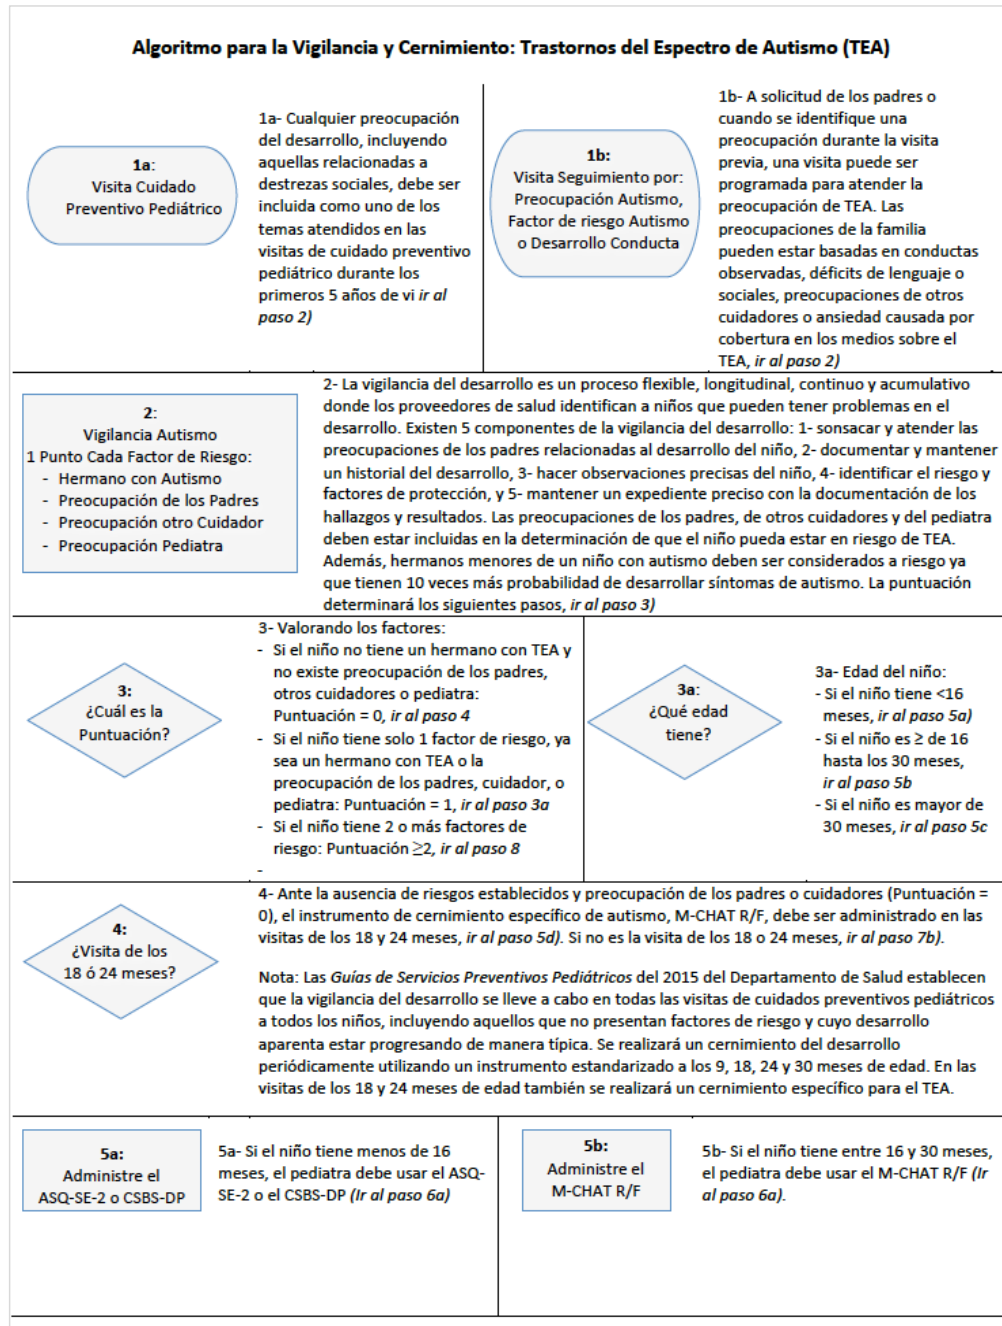 Algoritmo para la Vigilancia y Cernimiento: Trastornos del Espectro de Autismo (TEA)
1a:
Visita Cuidado
Preventivo Pediátrico
1a- Cualquier preocupación
del desarrollo, incluyendo
aquellas relacionadas a
destrezas sociales, debe ser
incluida como uno de los
temas atendidos en las
visitas de cuidado preventivo
pediátrico durante los
primeros 5 años de vi ir al
paso 2)
1b:
Visita Seguimiento por:
Preocupación Autismo,
Factor de riesgo Autismo
o Desarrollo Conducta
1b- A solicitud de los padres o
cuando se identifique una
preocupación durante la visita
previa, una visita puede ser
programada para atender la
preocupación de TEA. Las
preocupaciones de la familia
pueden estar basadas en conductas
observadas, déficits de lenguaje o
sociales, preocupaciones de otros
cuidadores o ansiedad causada por
cobertura en los medios sobre el
TEA, ir al paso 2)
2:
Vigilancia Autismo
1 Punto Cada Factor de Riesgo:
- Hermano con Autismo
- Preocupación de los Padres
- Preocupación otro Cuidador
- Preocupación Pediatra
2- La vigilancia del desarrollo es un proceso flexible, longitudinal, continuo y acumulativo
donde los proveedores de salud identifican a niños que pueden tener problemas en el
desarrollo. Existen 5 componentes de la vigilancia del desarrollo: 1- sonsacar y atender las
preocupaciones de los padres relacionadas al desarrollo del niño, 2- documentar y mantener
un historial del desarrollo, 3- hacer observaciones precisas del niño, 4- identificar el riesgo y
factores de protección, y 5- mantener un expediente preciso con la documentación de los
hallazgos y resultados. Las preocupaciones de los padres, de otros cuidadores y del pediatra
deben estar incluidas en la determinación de que el niño pueda estar en riesgo de TEA.
Además, hermanos menores de un niño con autismo deben ser considerados a riesgo ya
que tienen 10 veces más probabilidad de desarrollar síntomas de autismo. La puntuación
determinará los siguientes pasos, ir al paso 3)
3:
¿Cuál es la
Puntuación?
3- Valorando los factores:
- Si el niño no tiene un hermano con TEA y
no existe preocupación de los padres,
otros cuidadores o pediatra:
Puntuación = 0, ir al paso 4
- Si el niño tiene solo 1 factor de riesgo, ya
sea un hermano con TEA o la
preocupación de los padres, cuidador, o
pediatra: Puntuación = 1, ir al paso 3a
- Si el niño tiene 2 o más factores de
riesgo: Puntuación ≥2, ir al paso 8
-
3a:
¿Qué edad
tiene?
3a- Edad del niño:
- Si el niño tiene <16
meses, ir al paso 5a)
- Si el niño es ≥ de 16
hasta los 30 meses,
ir al paso 5b
- Si el niño es mayor de
30 meses, ir al paso 5c
4:
¿Visita de los
18 ó 24 meses?
4- Ante la ausencia de riesgos establecidos y preocupación de los padres o cuidadores (Puntuación =
0), el instrumento de cernimiento específico de autismo, M-CHAT R/F, debe ser administrado en las
visitas de los 18 y 24 meses, ir al paso 5d). Si no es la visita de los 18 o 24 meses, ir al paso 7b).
Nota: Las Guías de Servicios Preventivos Pediátricos del 2015 del Departamento de Salud establecen
que la vigilancia del desarrollo se lleve a cabo en todas las visitas de cuidados preventivos pediátricos
a todos los niños, incluyendo aquellos que no presentan factores de riesgo y cuyo desarrollo
aparenta estar progresando de manera típica. Se realizará un cernimiento del desarrollo
periódicamente utilizando un instrumento estandarizado a los 9, 18, 24 y 30 meses de edad. En las
visitas de los 18 y 24 meses de edad también se realizará un cernimiento específico para el TEA.
5a:
Administre el
ASQ-SE-2 o CSBS-DP
5a- Si el niño tiene menos de 16
meses, el pediatra debe usar el ASQ-
SE-2 o el CSBS-DP (Ir al paso 6a)
5b:
Administre el
M-CHAT R/F
5b- Si el niño tiene entre 16 y 30 meses,
el pediatra debe usar el M-CHAT R/F (Ir
al paso 6a).